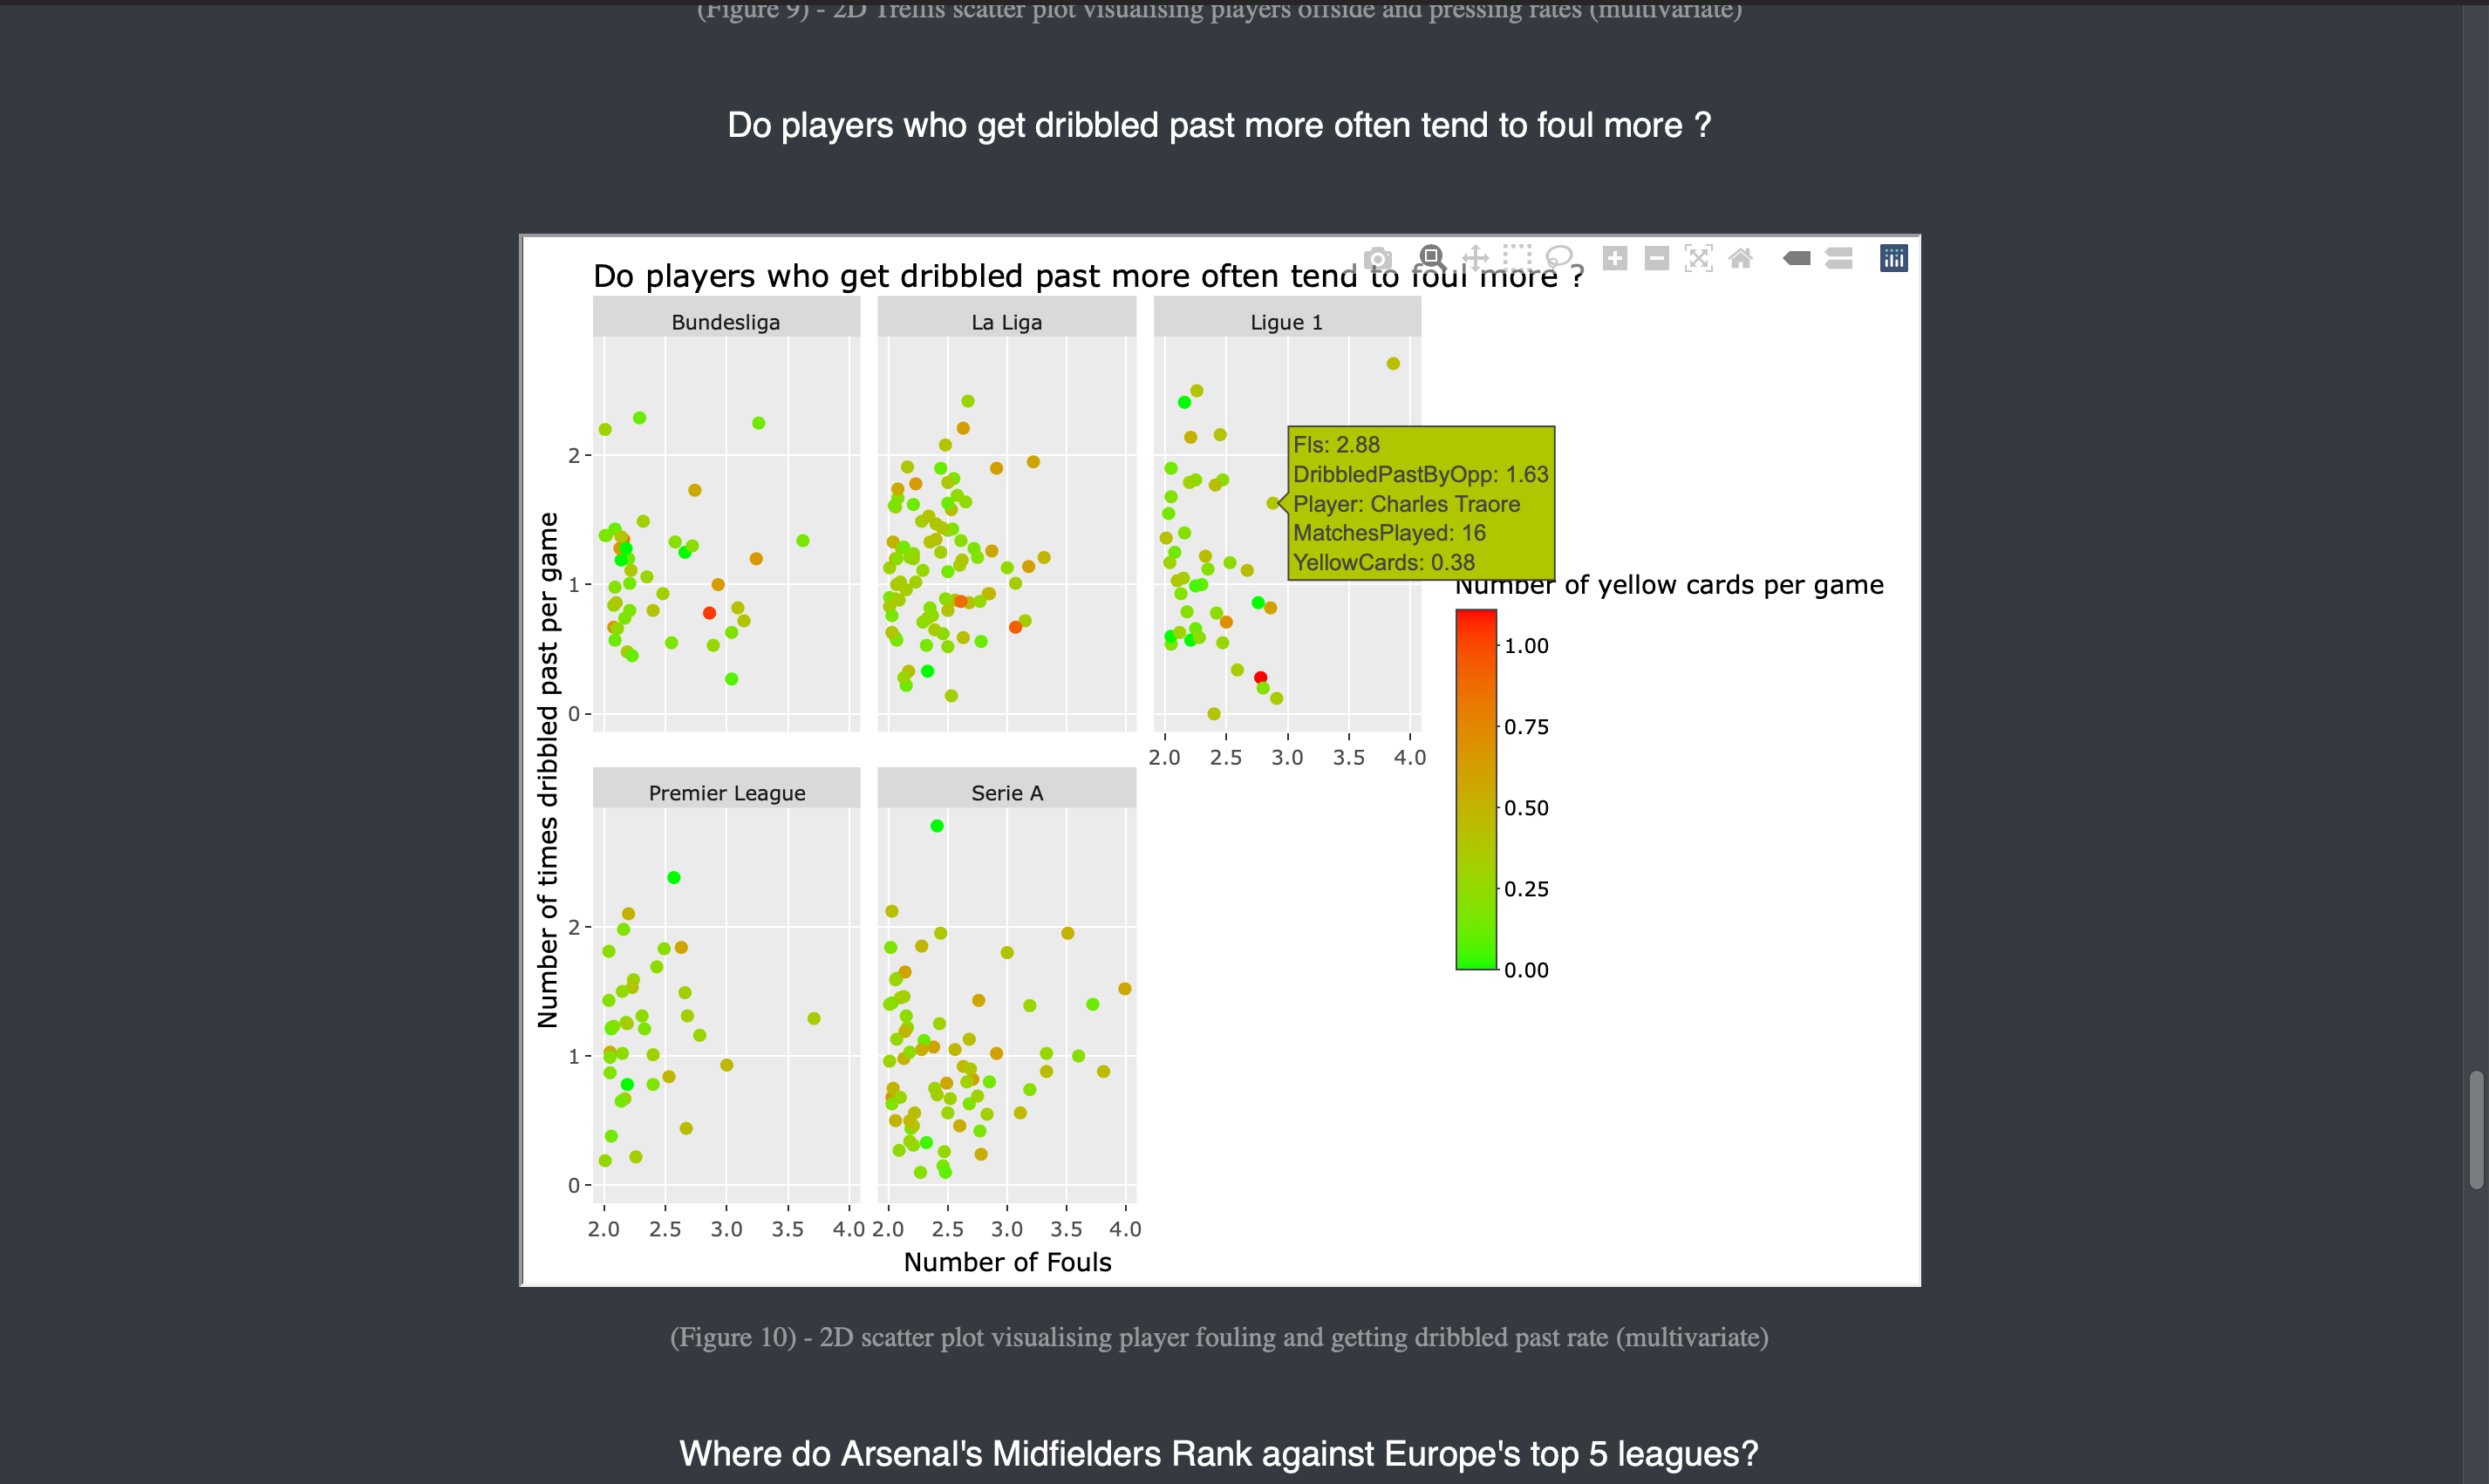 (Figure 9) - 2D Trellis scatter plot visualising players offside and pressing rates (multivariate)
Do players who get dribbled past more often tend to foul more ?
Do players who get dribbled past more often tend to foul more ?
Bundesliga
La Liga
Ligue 1
Fls: 2.88
DribbledPastByOpp: 1.63
Player: Charles Traore
MatchesPlayed: 16
YellowCards: 0.38
2
1
0
2.0 2.5 3.0 3.5 4.0
Number of times dribbled past per game
Number of yellow cards per game
1.00
0.75
0.50
0.25
0.00
Premier League
Serie A
2
1
0
2.0 2.5 3.0 3.5 4.0
2.0 2.5 3.0 3.5 4.0
Number of Fouls
(Figure 10) - 2D scatter plot visualising player fouling and getting dribbled past rate (multivariate)
Where do Arsenal's Midfielders Rank against Europe's top 5 leagues?